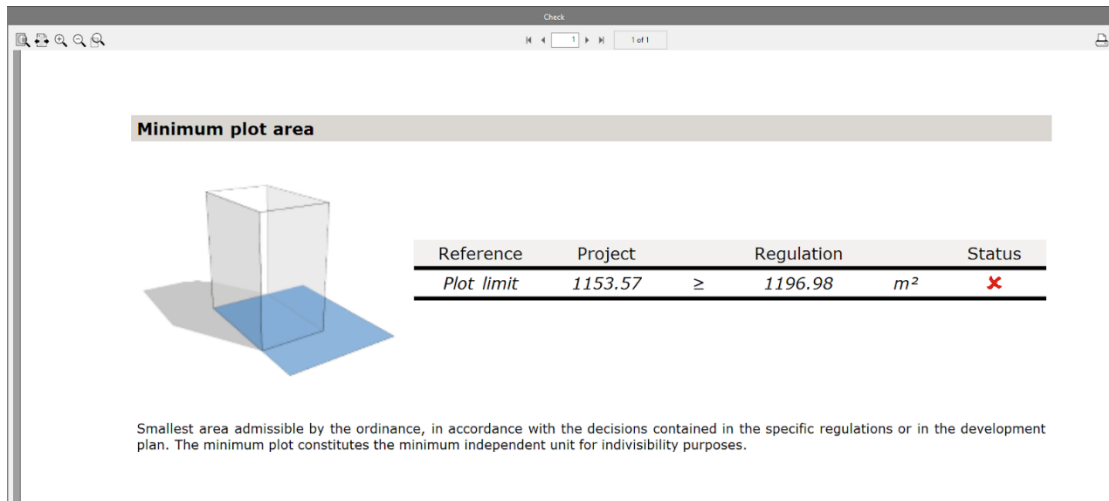 Check
1 1 of 1
Minimum plot area
Reference Project Regulation Status
Plot limit 1153.57 ≥ 1196.98 m² ✘
Smallest area admissible by the ordinance, in accordance with the decisions contained in the specific regulations or in the development
plan. The minimum plot constitutes the minimum independent unit for indivisibility purposes.